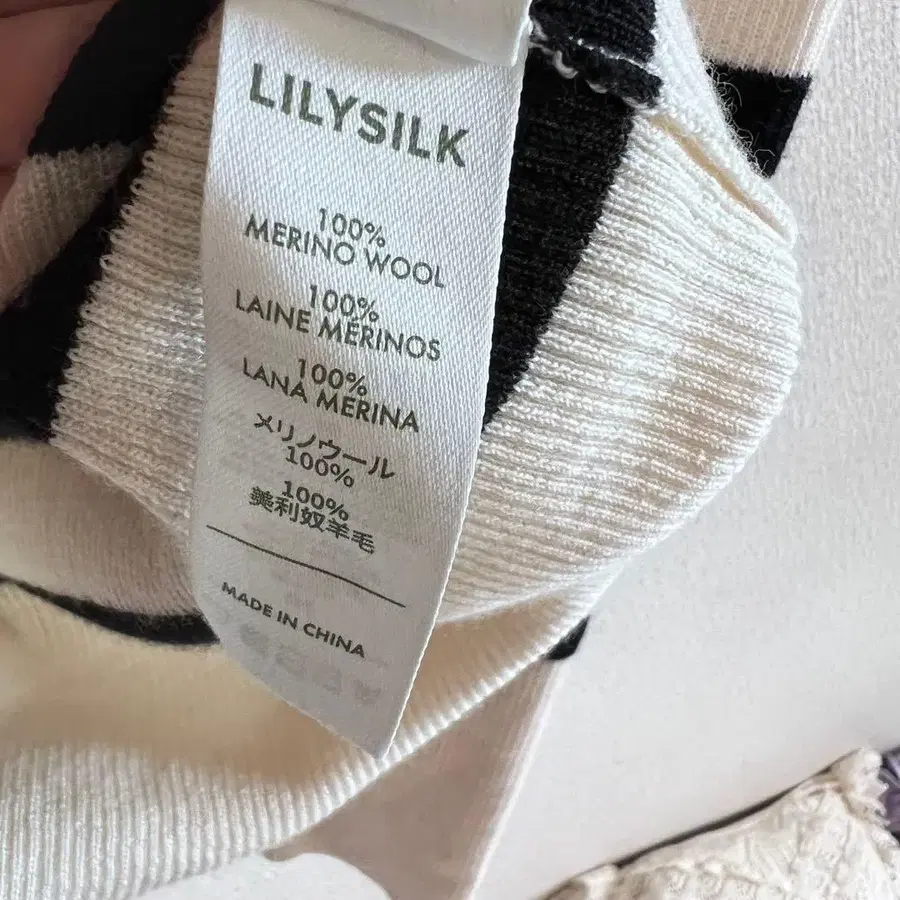 LILYSILK
100%
MERINO WOOL
100%
LAINE MERINOS
100%
LANA MERINA
メリノウール
100%
100%
美利奴羊毛
MADE IN CHINA